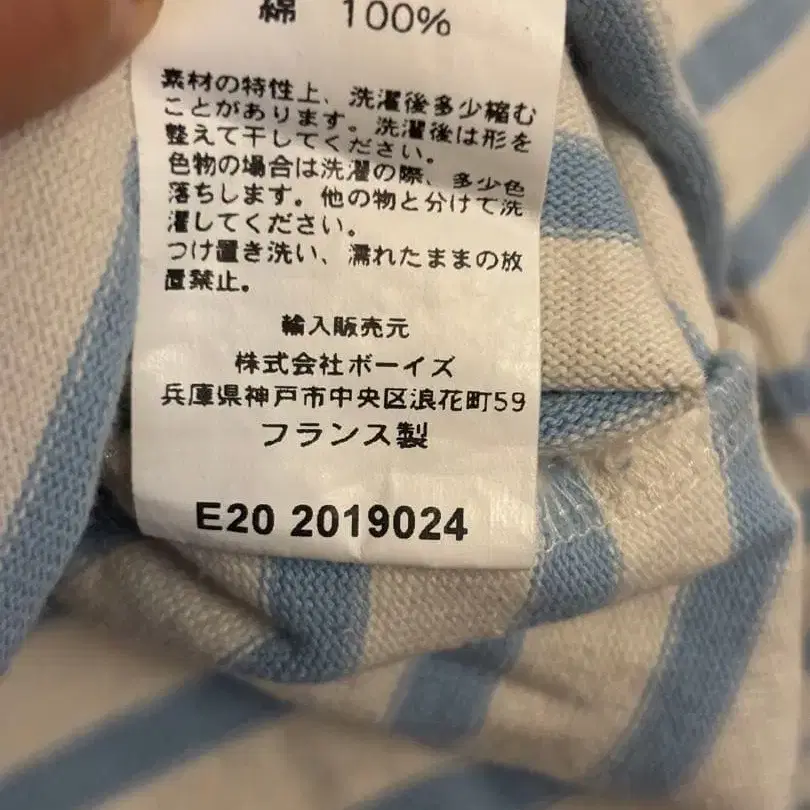 綿 100%
素材の特性上、洗濯後多少縮む
ことがあります。洗濯後は形を
整えて干してください。
色物の場合は洗濯の際、多少色
落ちします。他の物と分けて洗
濯してください。
つけ置き洗い、濡れたままの放
置禁止。
輸入販売元
株式会社ボーイズ
兵庫県神戸市中央区浪花町59
フランス製
E20 2019024